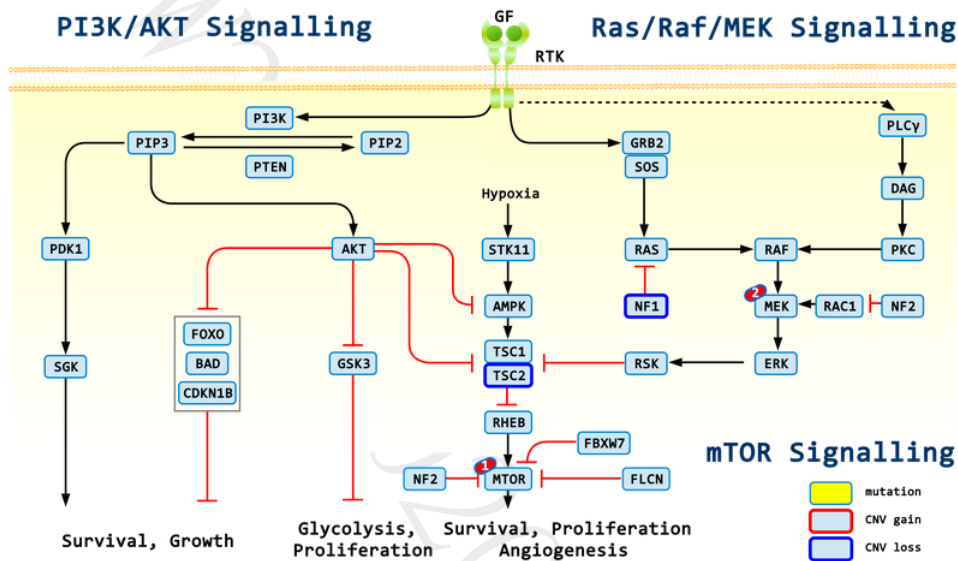 PI3K/AKT Signalling
GF
Ras/Raf/MEK Signalling
RTK
PI3K
PLCγ
PIP3
PIP2
GRB2
PTEN
SOS
DAG
Hypoxia
PDK1
AKT
STK11
RAS
RAF
PKC
2
AMPK
NF1
MEK
RAC1
NF2
FOXO
BAD
CDKN1B
TSC1
TSC2
SGK
GSK3
RSK
ERK
RHEB
FBXW7
mTOR Signalling
1
NF2
MTOR
FLCN
mutation
CNV gain
CNV loss
Survival, Growth
Glycolysis,
Proliferation
Survival, Proliferation
Angiogenesis